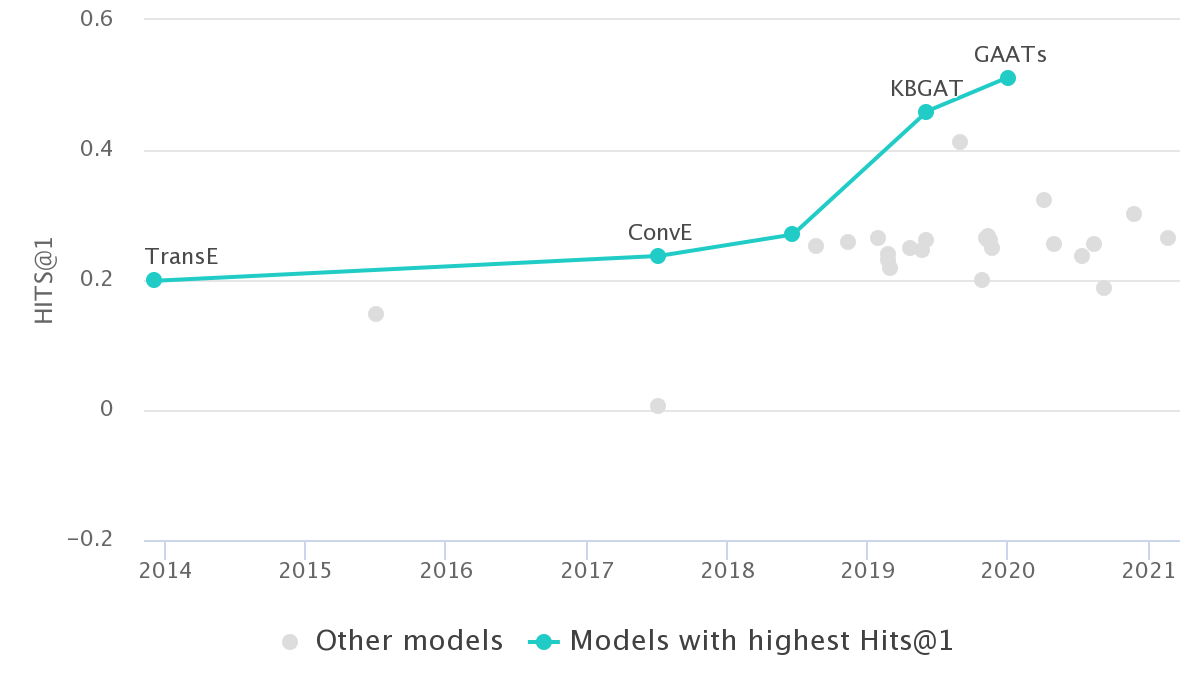 0.6
GAATs
KBGAT
0.4
ConvE
TransE
HITS@1
0.2
0
-0.2
2014 2015 2016 2017 2018 2019 2020 2021
Other models Models with highest Hits@1